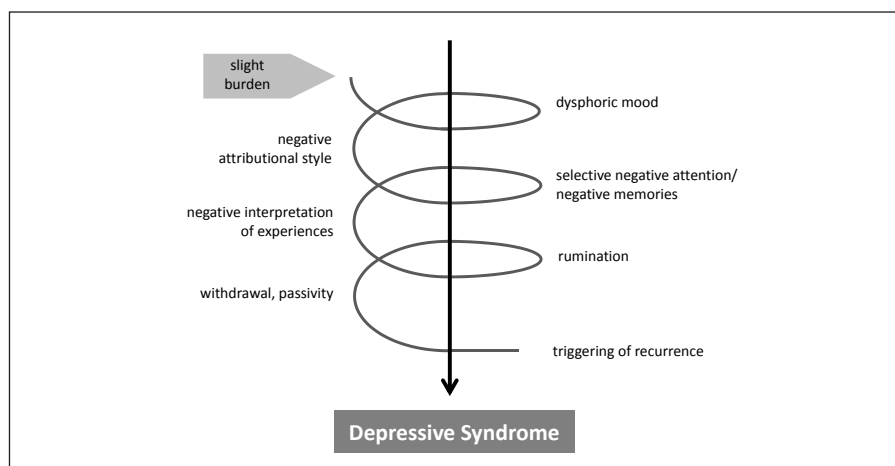 slight
burden
dysphoric mood
negative
attributional style
selective negative attention/
negative memories
negative interpretation
of experiences
rumination
withdrawal, passivity
triggering of recurrence
Depressive Syndrome